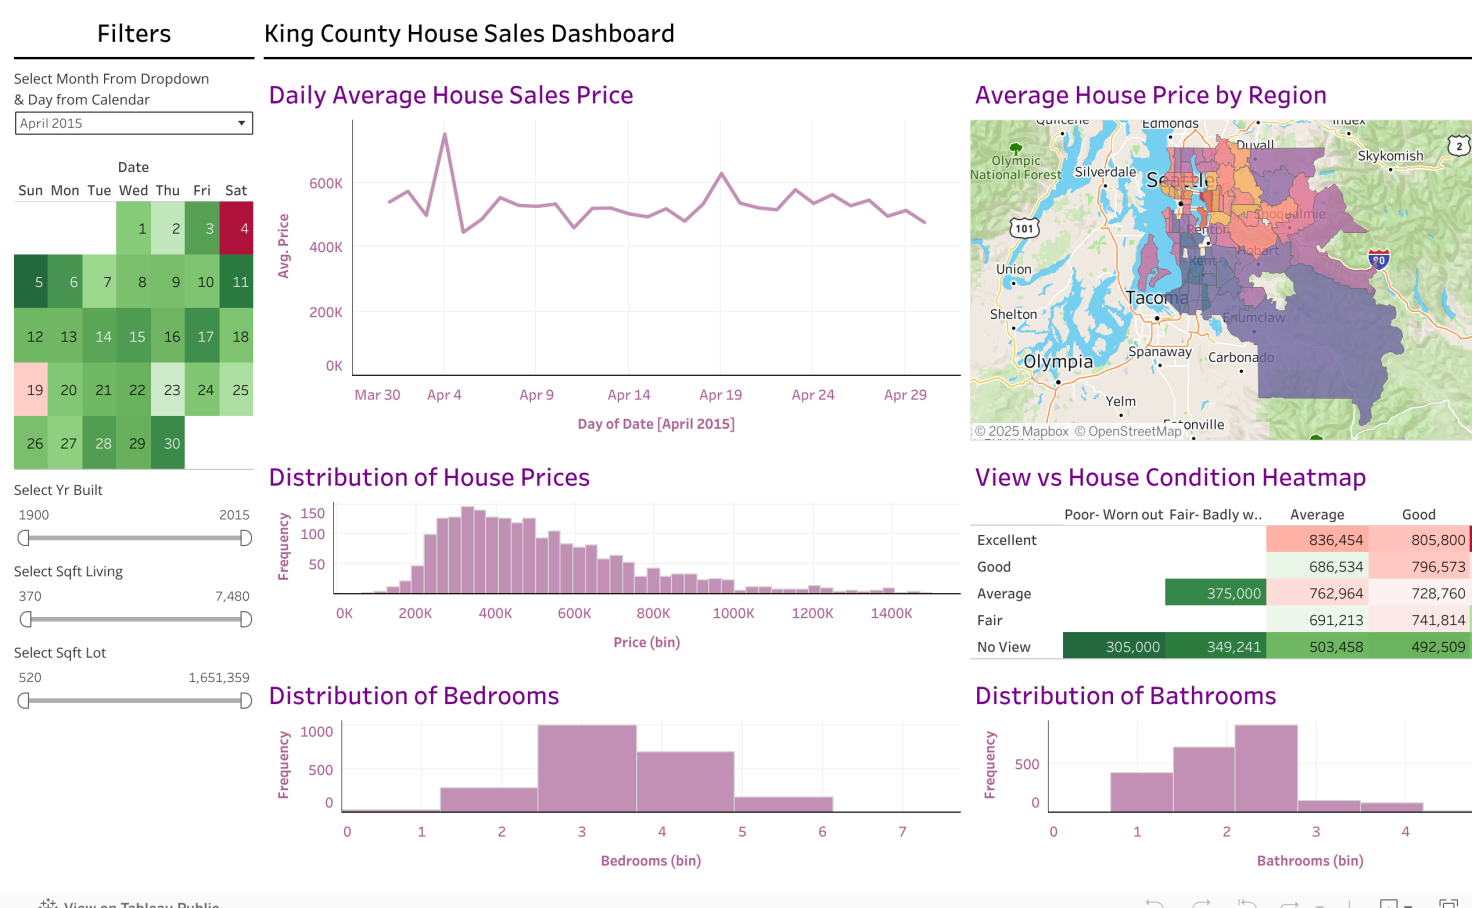 Filters
King County House Sales Dashboard
Select Month From Dropdown
& Day from Calendar
April 2015
Date
Sun Mon Tue Wed Thu Fri Sat
1 2 3 4
5 6 7 8 9 10 11
12 13 14 15 16 17 18
19 20 21 22 23 24 25
26 27 28 29 30
Select Yr Built
1900 2015
Select Sqft Living
370 7,480
Select Sqft Lot
520 1,651,359
Daily Average House Sales Price
Avg. Price
600K
400K
200K
0K
Mar 30 Apr 4 Apr 9 Apr 14 Apr 19 Apr 24 Apr 29
Day of Date [April 2015]
Average House Price by Region
Edmonds
Duvall
Skykomish
2
Olympic
National Forest
Silverdale
Seattle
Snoqualmie
101
Renton
Hobart
90
Kent
Union
Tacoma
Shelton
Enumclaw
Spanaway
Carbonado
Olympia
Yelm
Eatonville
© 2025 Mapbox © OpenStreetMap
Distribution of House Prices
Frequency
150
100
50
0K 200K 400K 600K 800K 1000K 1200K 1400K
Price (bin)
View vs House Condition Heatmap
Poor- Worn out Fair- Badly w.. Average Good
Excellent 836,454 805,800
Good 686,534 796,573
Average 375,000 762,964 728,760
Fair 691,213 741,814
No View 305,000 349,241 503,458 492,509
Distribution of Bedrooms
Frequency
1000
500
0
0 1 2 3 4 5 6 7
Bedrooms (bin)
Distribution of Bathrooms
Frequency
500
0
0 1 2 3 4
Bathrooms (bin)
View on Tableau Public